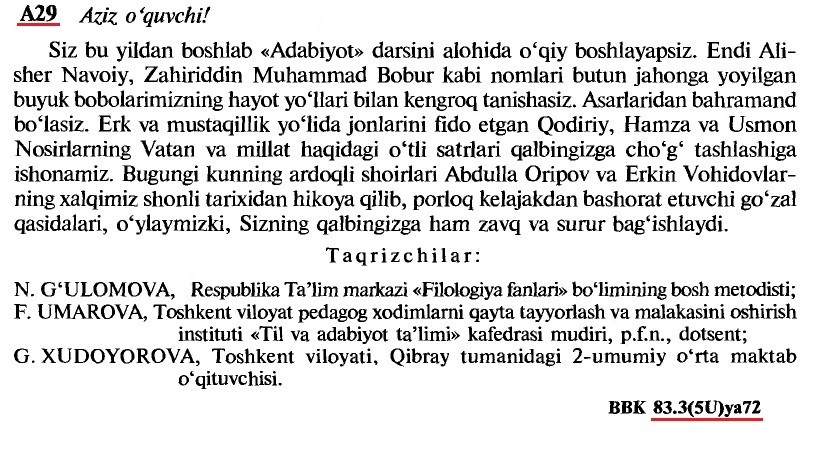 A29 Aziz o‘quvchi!
Siz bu yildan boshlab «Adabiyot» darsini alohida o‘qiy boshlayapsiz. Endi Ali-
sher Navoiy, Zahiriddin Muhammad Bobur kabi nomlari butun jahonga yoyilgan
buyuk bobolarimizning hayot yo‘llari bilan kengroq tanishasiz. Asarlaridan bahramand
bo‘lasiz. Erk va mustaqillik yo‘lida jonlarini fido etgan Qodiriy, Hamza va Usmon
Nosirlarning Vatan va millat haqidagi o‘tli satrlari qalbingizga cho‘g‘ tashlashiga
ishonamiz. Bugungi kunning ardoqli shoirlari Abdulla Oripov va Erkin Vohidovlar-
ning xalqimiz shonli tarixidan hikoya qilib, porloq kelajakdan bashorat etuvchi go‘zal
qasidalari, o‘ylaymizki, Sizning qalbingizga ham zavq va surur bag‘ishlaydi.
Taqrizchilar:
N. G‘ULOMOVA, Respublika Ta’lim markazi «Filologiya fanlari» bo‘limining bosh metodisti;
F. UMAROVA, Toshkent viloyat pedagog xodimlarni qayta tayyorlash va malakasini oshirish
instituti «Til va adabiyot ta’limi» kafedrasi mudiri, p.f.n., dotsent;
G. XUDOYOROVA, Toshkent viloyati, Qibray tumanidagi 2-umumiy o‘rta maktab
o‘qituvchisi.
BBK 83.3(5U)ya72